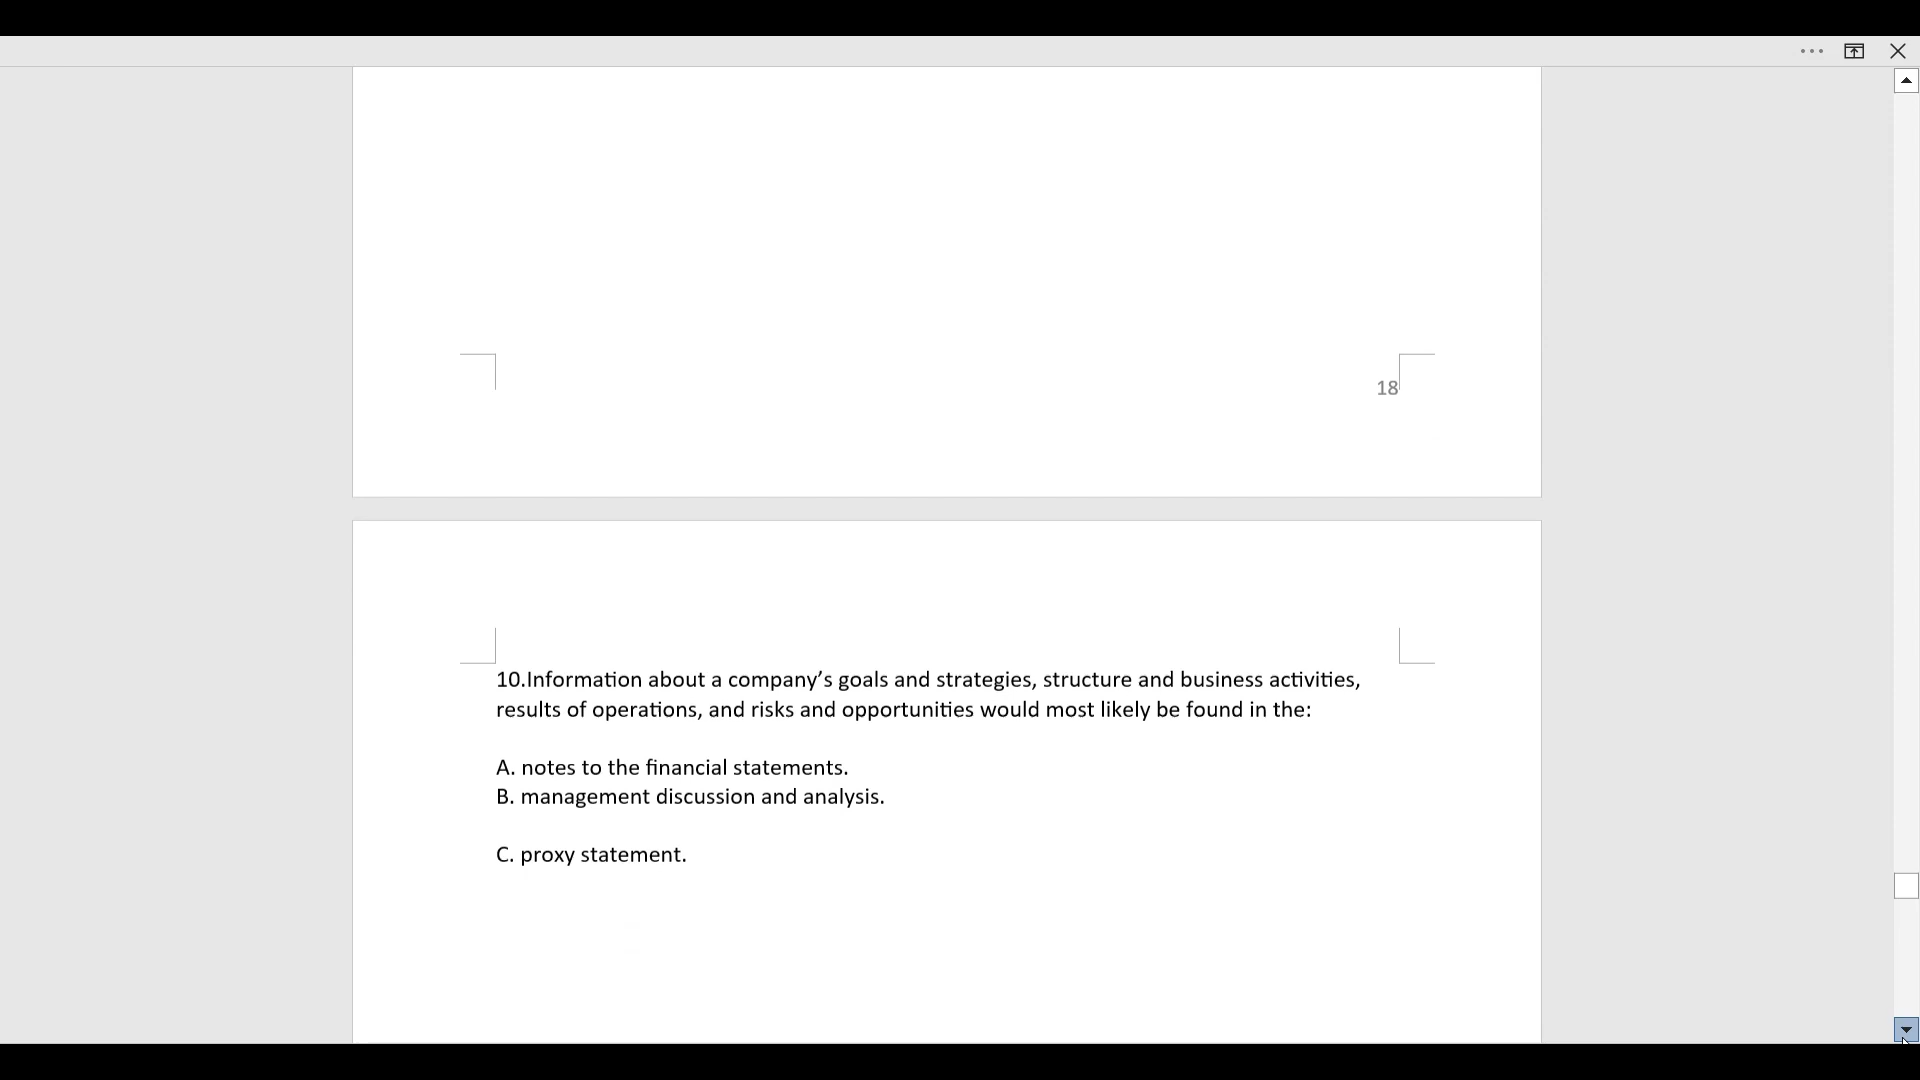 18
10.Information about a company’s goals and strategies, structure and business activities,
results of operations, and risks and opportunities would most likely be found in the:
A. notes to the financial statements.
B. management discussion and analysis.
C. proxy statement.